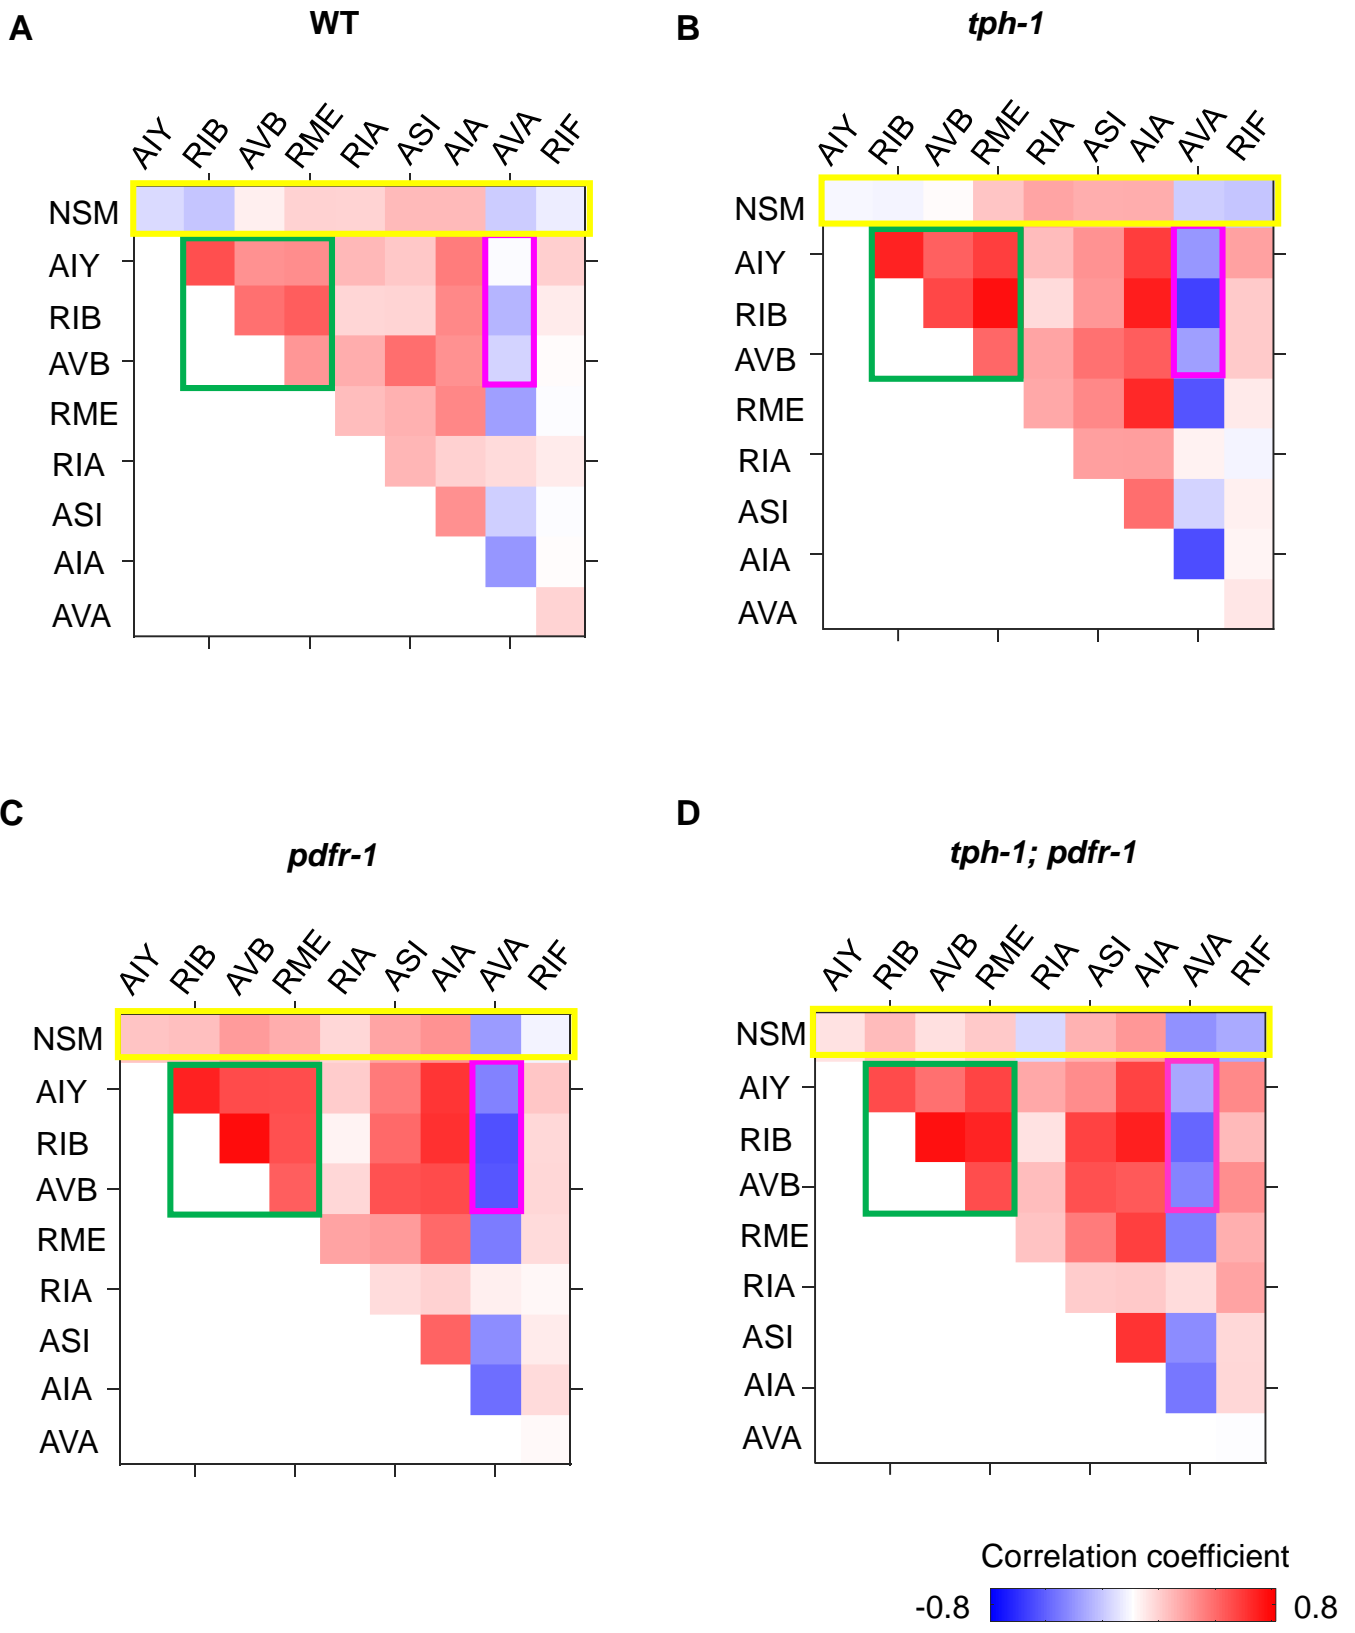 A
WT
AIY RIB AVB RME RIA ASI AIA AVA RIF
NSM
AIY
RIB
AVB
RME
RIA
ASI
AIA
AVA
B
tph-1
AIY RIB AVB RME RIA ASI AIA AVA RIF
NSM
AIY
RIB
AVB
RME
RIA
ASI
AIA
AVA
C
pdfr-1
AIY RIB AVB RME RIA ASI AIA AVA RIF
NSM
AIY
RIB
AVB
RME
RIA
ASI
AIA
AVA
D
tph-1; pdfr-1
AIY RIB AVB RME RIA ASI AIA AVA RIF
NSM
AIY
RIB
AVB
RME
RIA
ASI
AIA
AVA
Correlation coefficient
-0.8 0.8